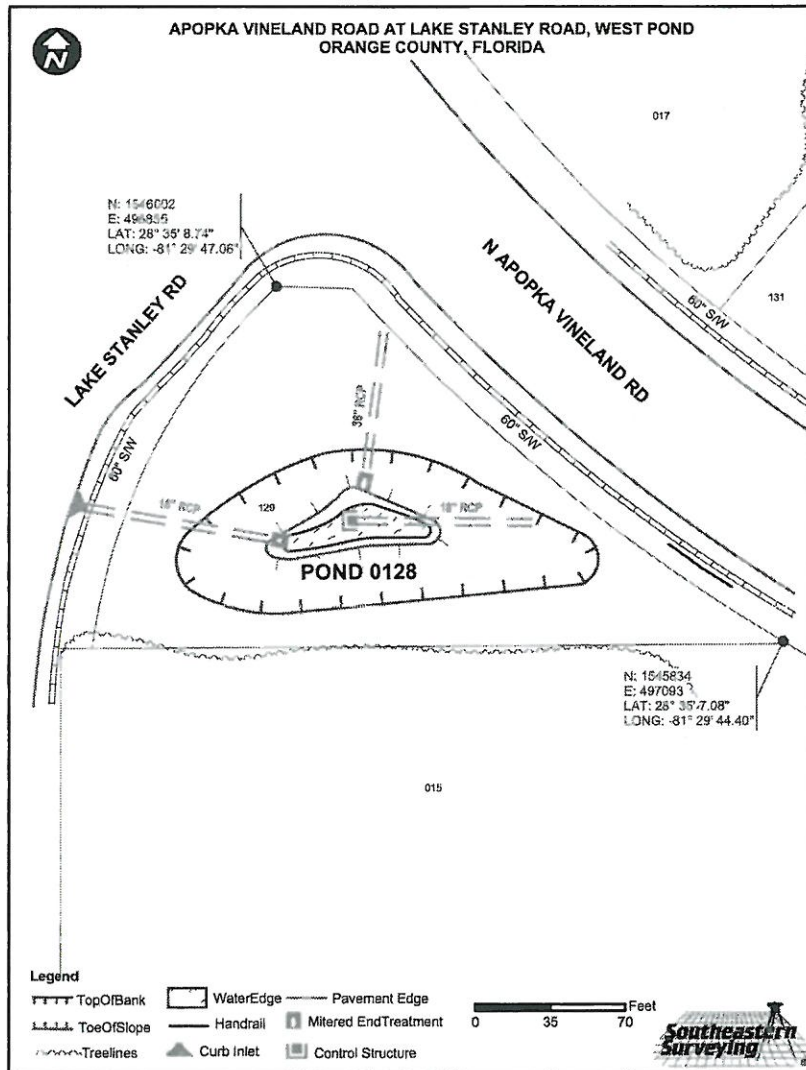 APOPKA VINELAND ROAD AT LAKE STANLEY ROAD, WEST POND
ORANGE COUNTY, FLORIDA
N
017
N: 1546002
E: 496855
LAT: 28° 35' 8.74"
LONG: -81° 29' 47.06"
N APOPKA VINELAND RD
60" S/W
131
LAKE STANLEY RD
36" RCP
60" S/W
60" S/W
129
18" RCP
18" RCP
POND 0128
N: 1545834
E: 497093
LAT: 28° 35' 7.08"
LONG: -81° 29' 44.40"
015
Legend
TopOfBank
WaterEdge
Pavement Edge
ToeOfSlope
Handrail
Mitered EndTreatment
Treelines
Curb Inlet
Control Structure
Feet
0 35 70
Southeastern
Surveying